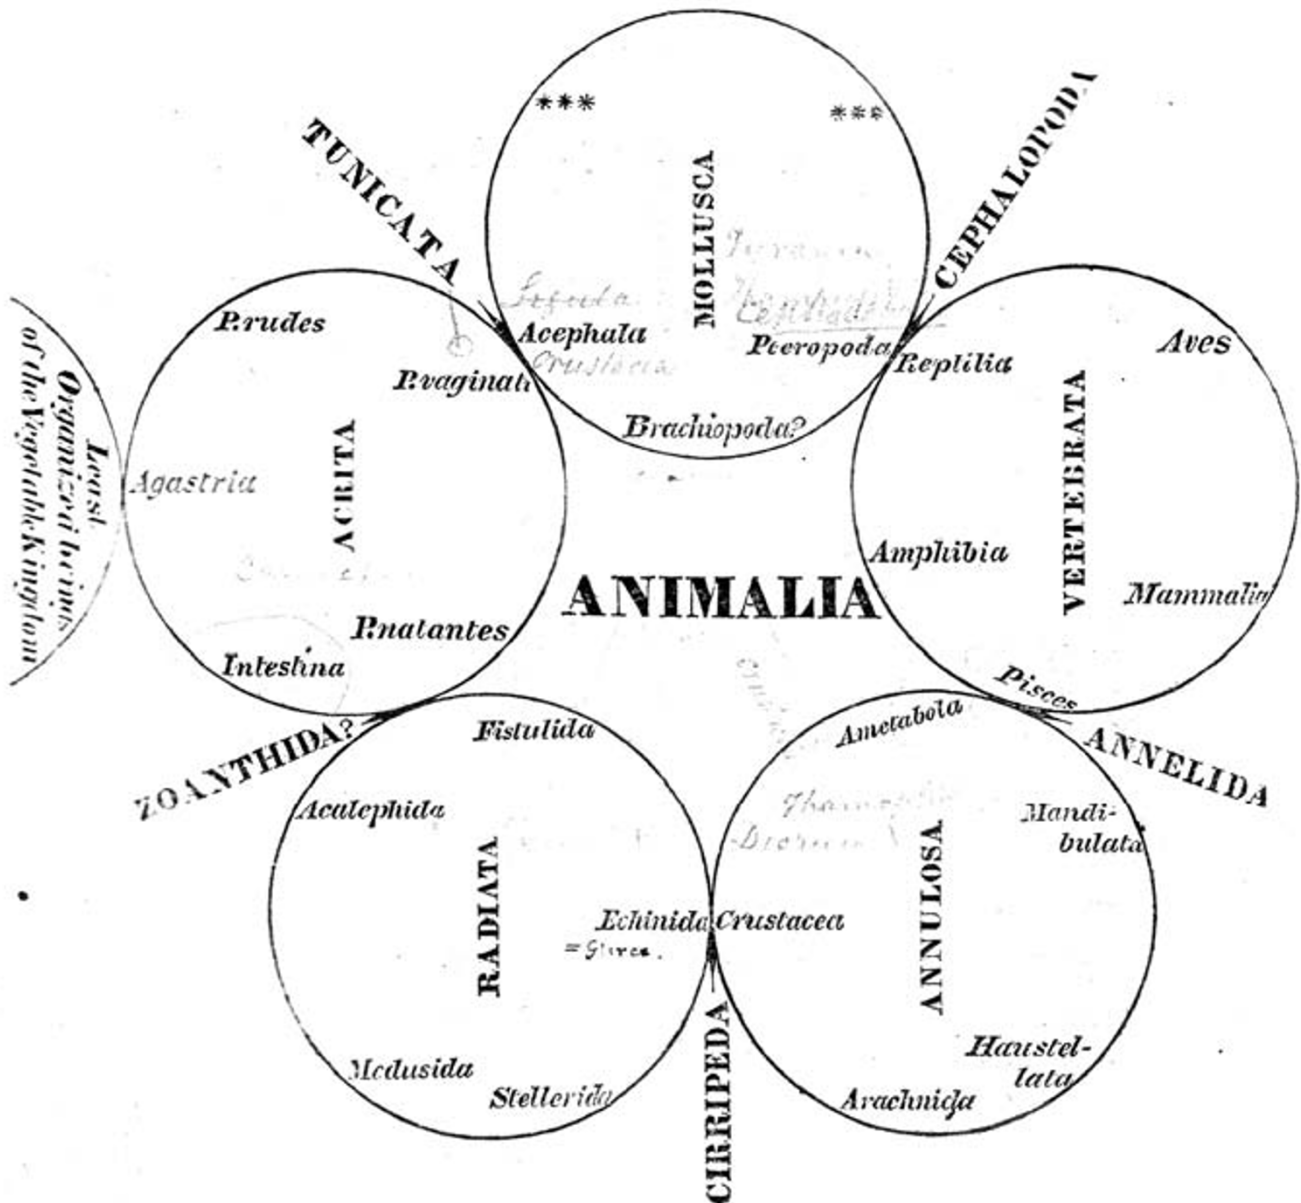 ***
***
MOLLUSCA
Acephala
Pteropoda
Brachiopoda?
TUNICATA
CEPHALOPODA
P.rudes
P.vaginati
ACRITA
Agastria
P.natantes
Intestina
Least
Organized beings
of the Vegetable Kingdom
Reptilia
Aves
VERTEBRATA
Amphibia
Mammalia
Pisces
ANIMALIA
ZOANTHIDA?
ANNELIDA
Fistulida
Acalephida
RADIATA
Echinida
Medusida
Stellerida
Ametabola
Mandi-
bulata
ANNULOSA
Crustacea
Haustel-
lata
Arachnida
CIRRIPEDA